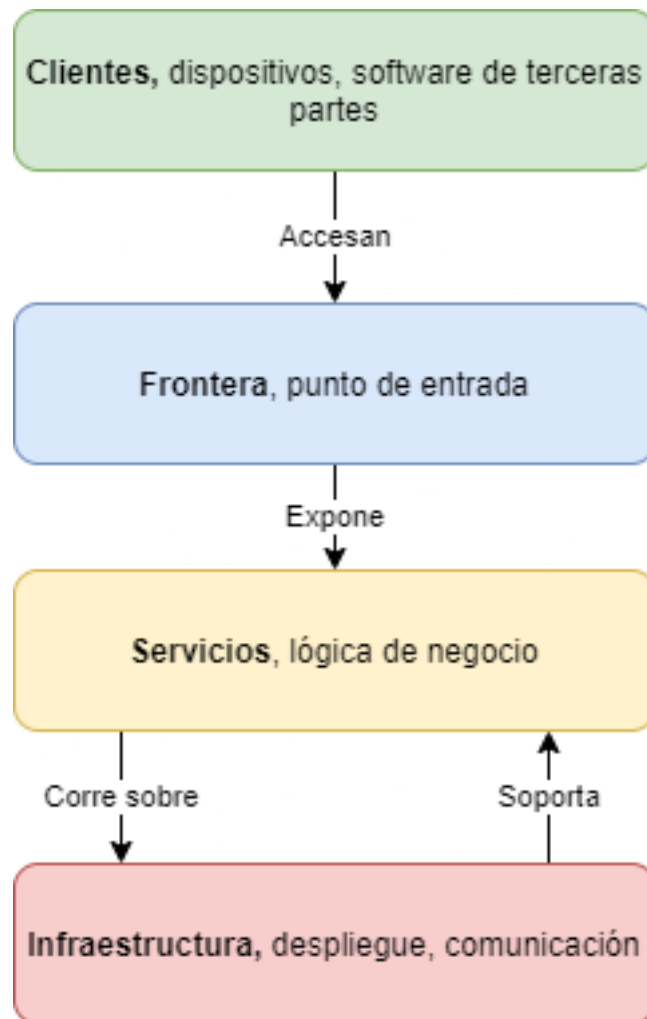 Clientes, dispositivos, software de terceras
partes
Accesan
Frontera, punto de entrada
Expone
Servicios, lógica de negocio
Corre sobre
Soporta
Infraestructura, despliegue, comunicación